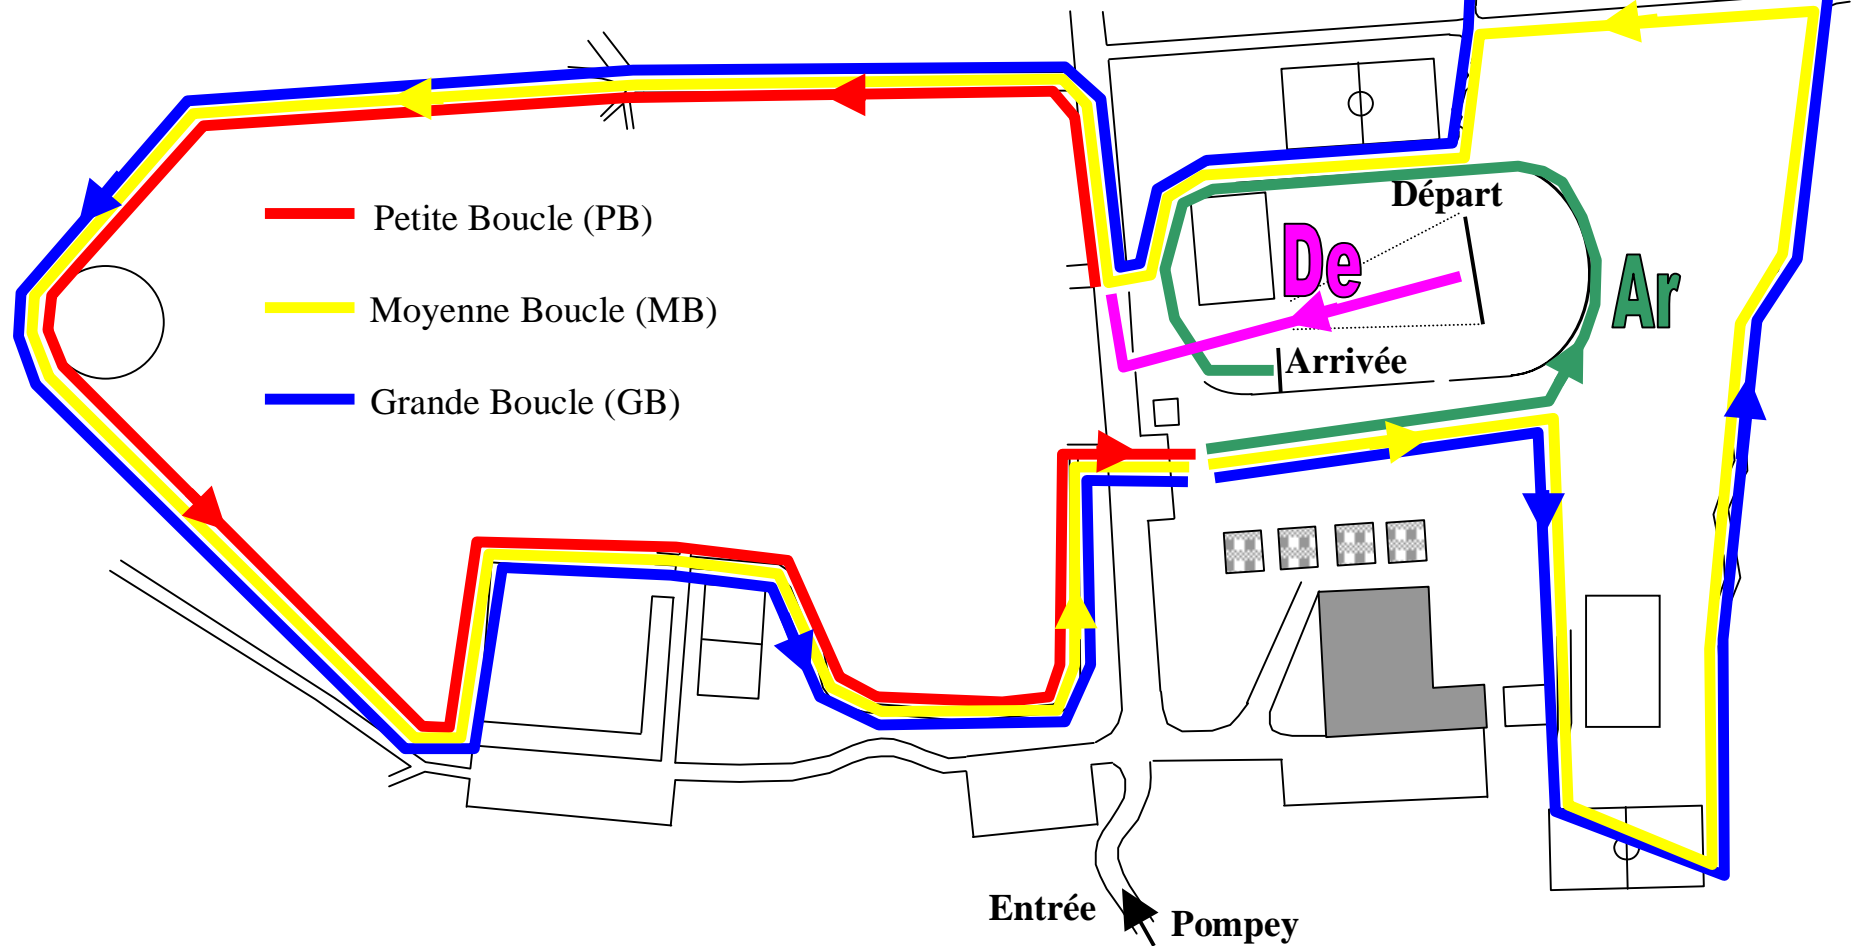 Départ
De
Petite Boucle (PB)
Ar
Moyenne Boucle (MB)
Arrivée
Grande Boucle (GB)
Entrée
Pompey